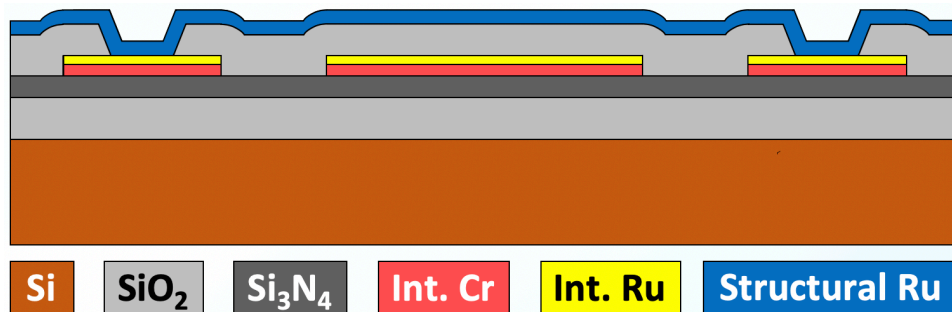 Si SiO₂ Si₃N₄ Int. Cr Int. Ru Structural Ru